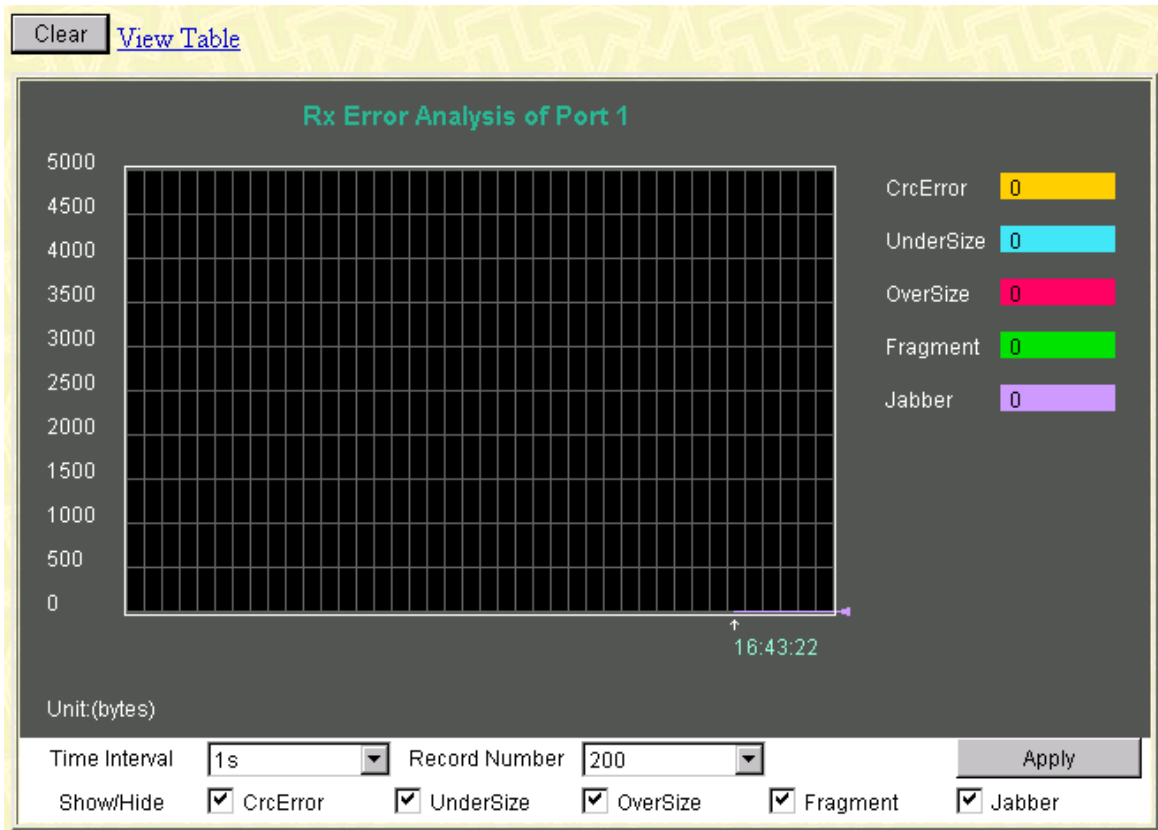 Clear View Table
Rx Error Analysis of Port 1
5000
4500
4000
3500
3000
2500
2000
1500
1000
500
0
CrcError 0
UnderSize 0
OverSize 0
Fragment 0
Jabber 0
16:43:22
Unit:(bytes)
Time Interval 1s Record Number 200 Apply
Show/Hide CrcError UnderSize OverSize Fragment Jabber